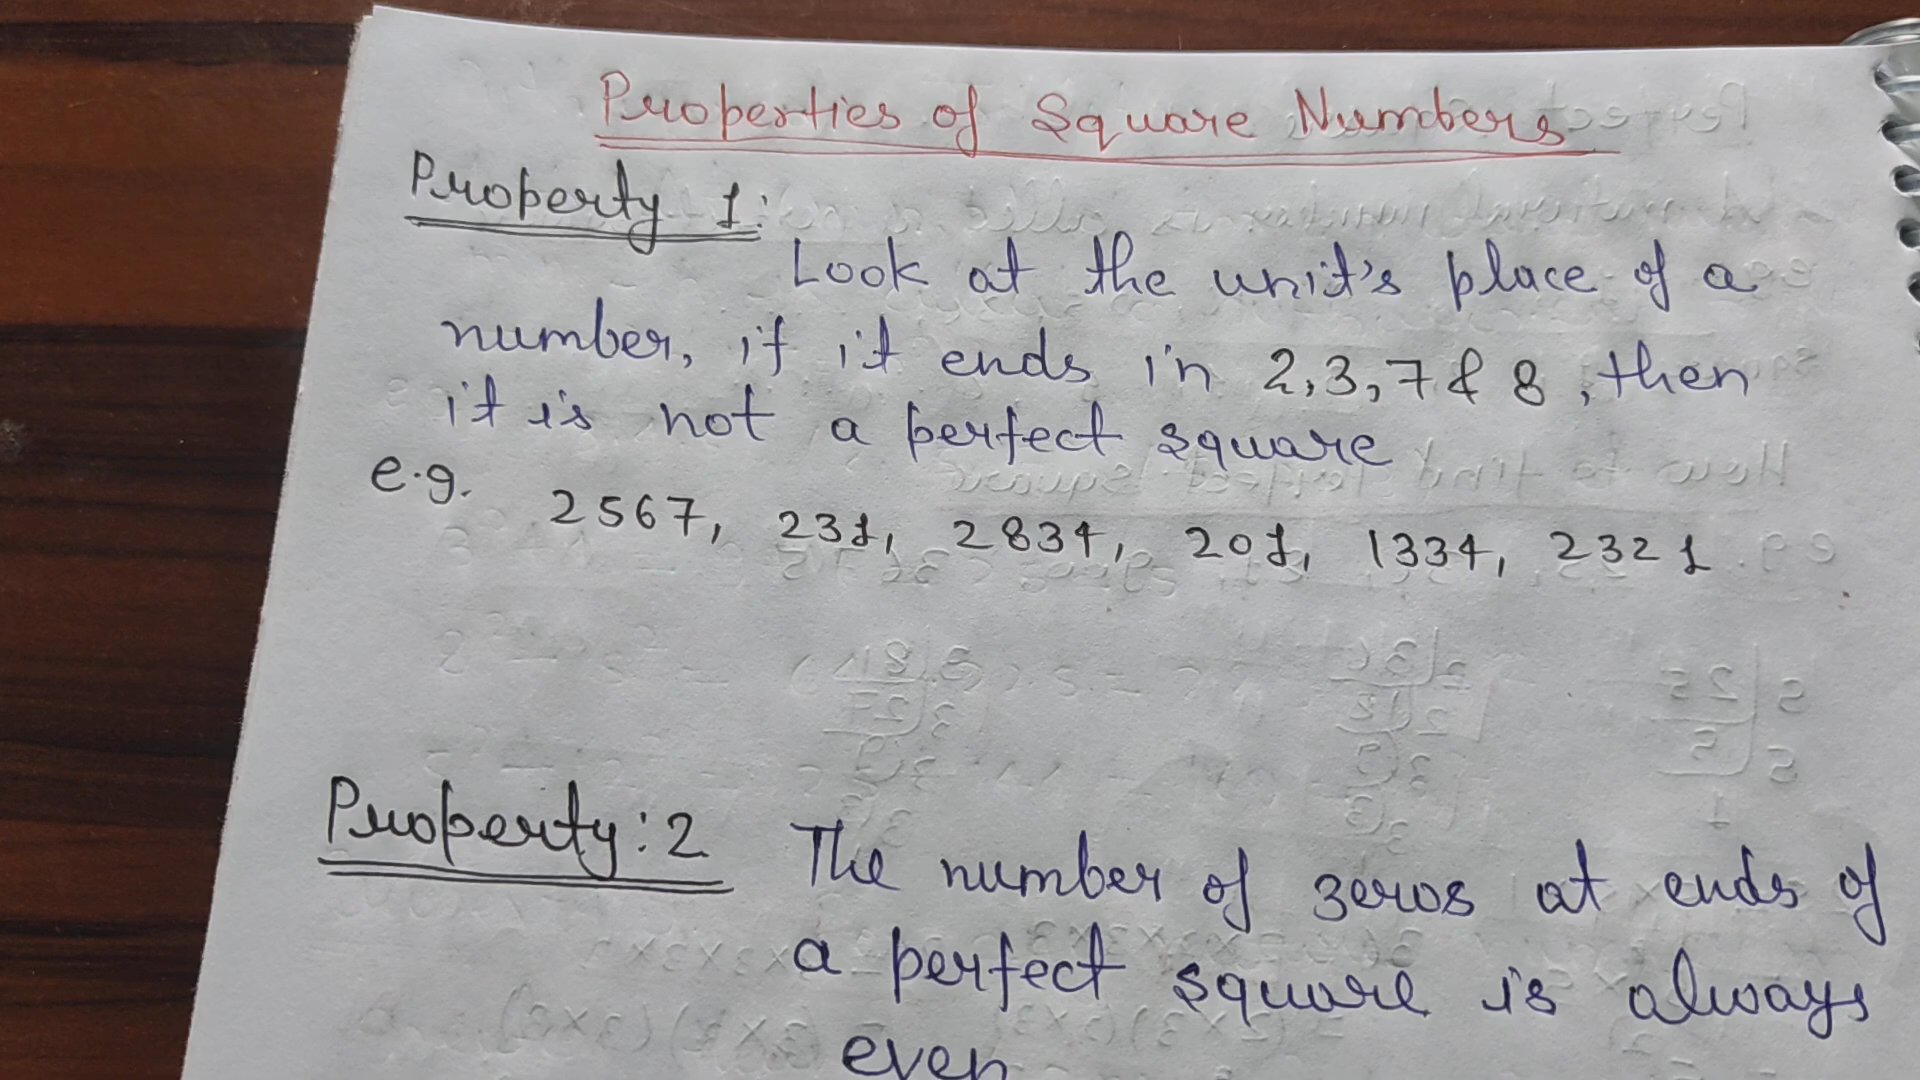 Properties of Square Numbers
Property 1:
Look at the unit's place of a
number, if it ends in 2,3,7 & 8, then
it is not a perfect square
e.g. 2567, 231, 2834, 201, 1334, 2321
Property:2 The number of zeros at ends of
a perfect square is always
even